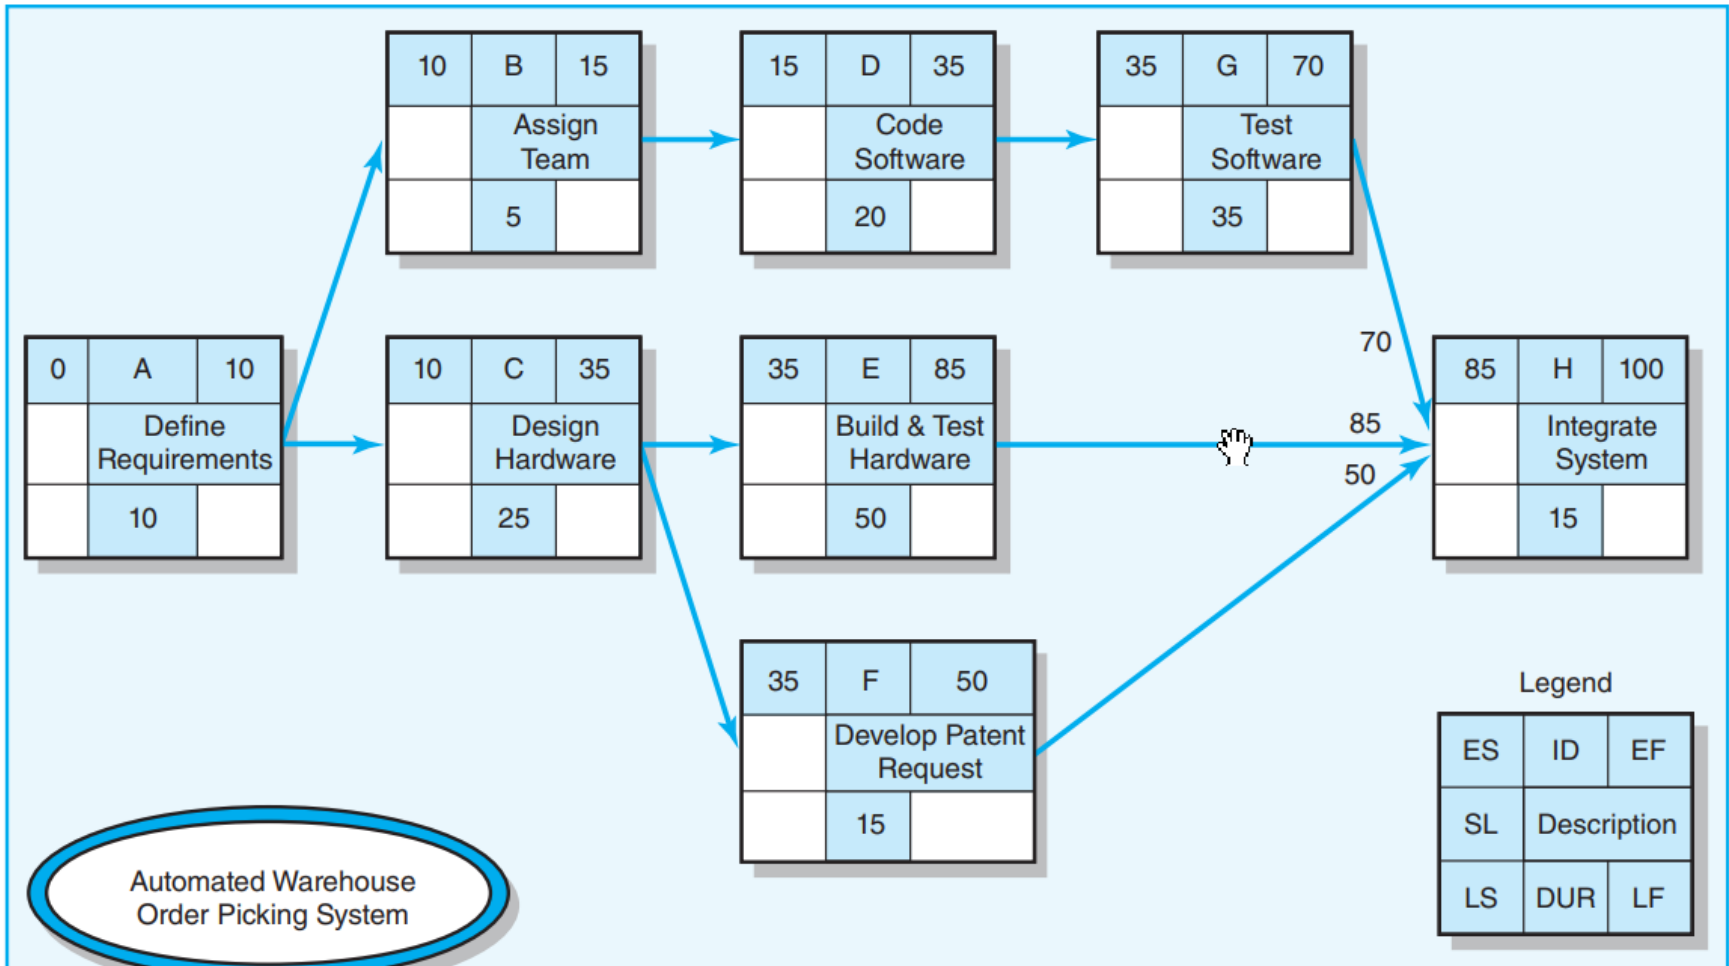 10 B 15
Assign
Team
5
15 D 35
Code
Software
20
35 G 70
Test
Software
35
0 A 10
Define
Requirements
10
10 C 35
Design
Hardware
25
35 E 85
Build & Test
Hardware
50
70
85
50
85 H 100
Integrate
System
15
35 F 50
Develop Patent
Request
15
Legend
ES ID EF
SL Description
LS DUR LF
Automated Warehouse
Order Picking System